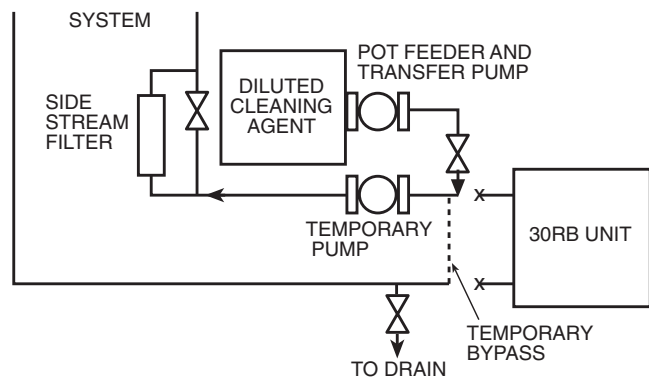 SYSTEM
POT FEEDER AND
TRANSFER PUMP
DILUTED
CLEANING
AGENT
SIDE
STREAM
FILTER
TEMPORARY
PUMP
x
30RB UNIT
x
TEMPORARY
BYPASS
TO DRAIN